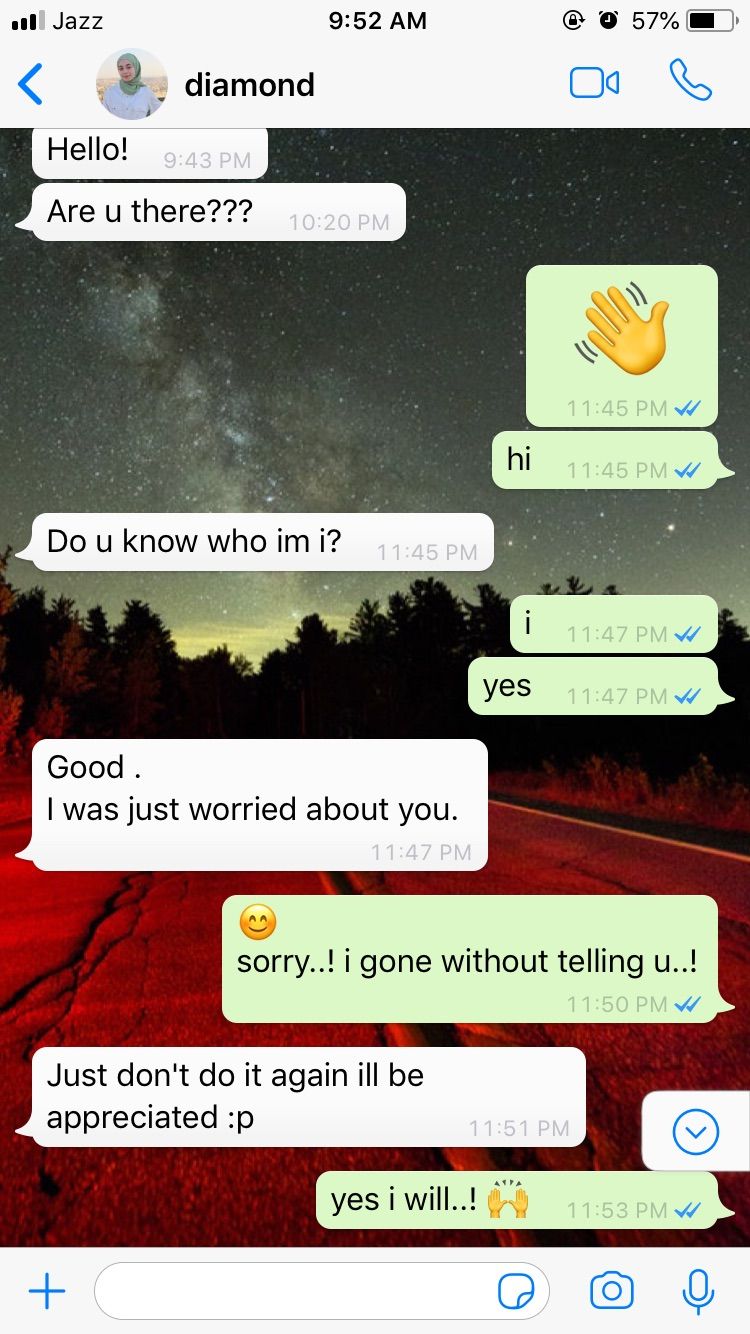 Jazz 9:52 AM 57%
diamond
Hello! 9:43 PM
Are u there??? 10:20 PM
👋
11:45 PM
hi 11:45 PM
Do u know who im i? 11:45 PM
i 11:47 PM
yes 11:47 PM
Good .
I was just worried about you.
11:47 PM
😊
sorry..! i gone without telling u..!
11:50 PM
Just don't do it again ill be
appreciated :p 11:51 PM
yes i will..! 🙌 11:53 PM